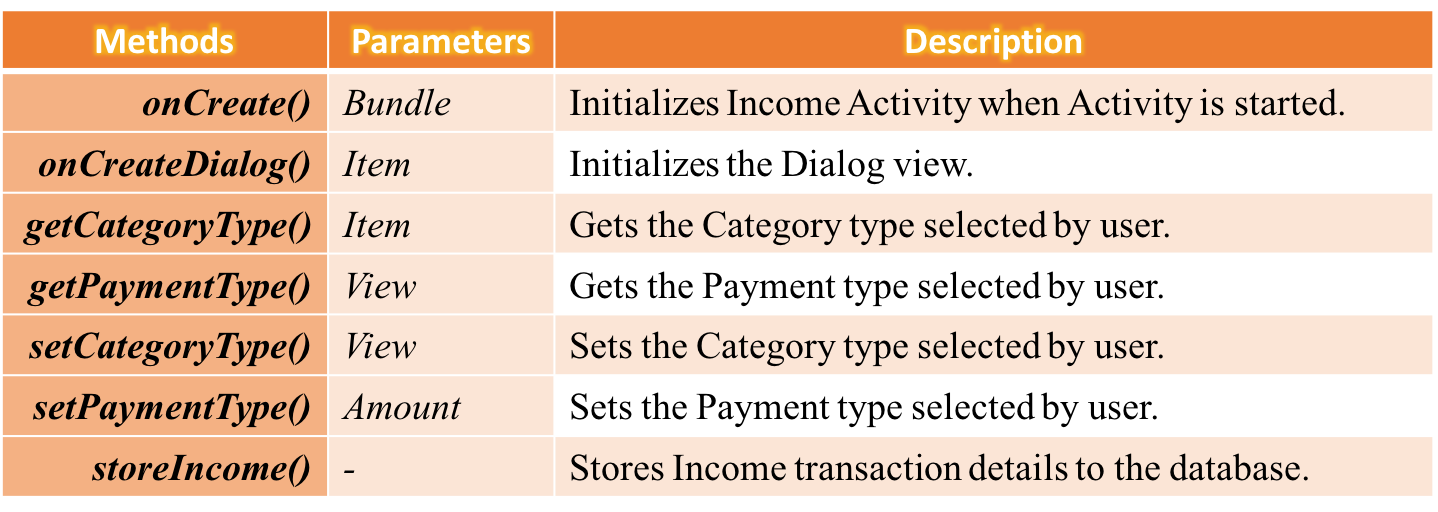 Methods Parameters Description
onCreate() Bundle Initializes Income Activity when Activity is started.
onCreateDialog() Item Initializes the Dialog view.
getCategoryType() Item Gets the Category type selected by user.
getPaymentType() View Gets the Payment type selected by user.
setCategoryType() View Sets the Category type selected by user.
setPaymentType() Amount Sets the Payment type selected by user.
storeIncome() - Stores Income transaction details to the database.